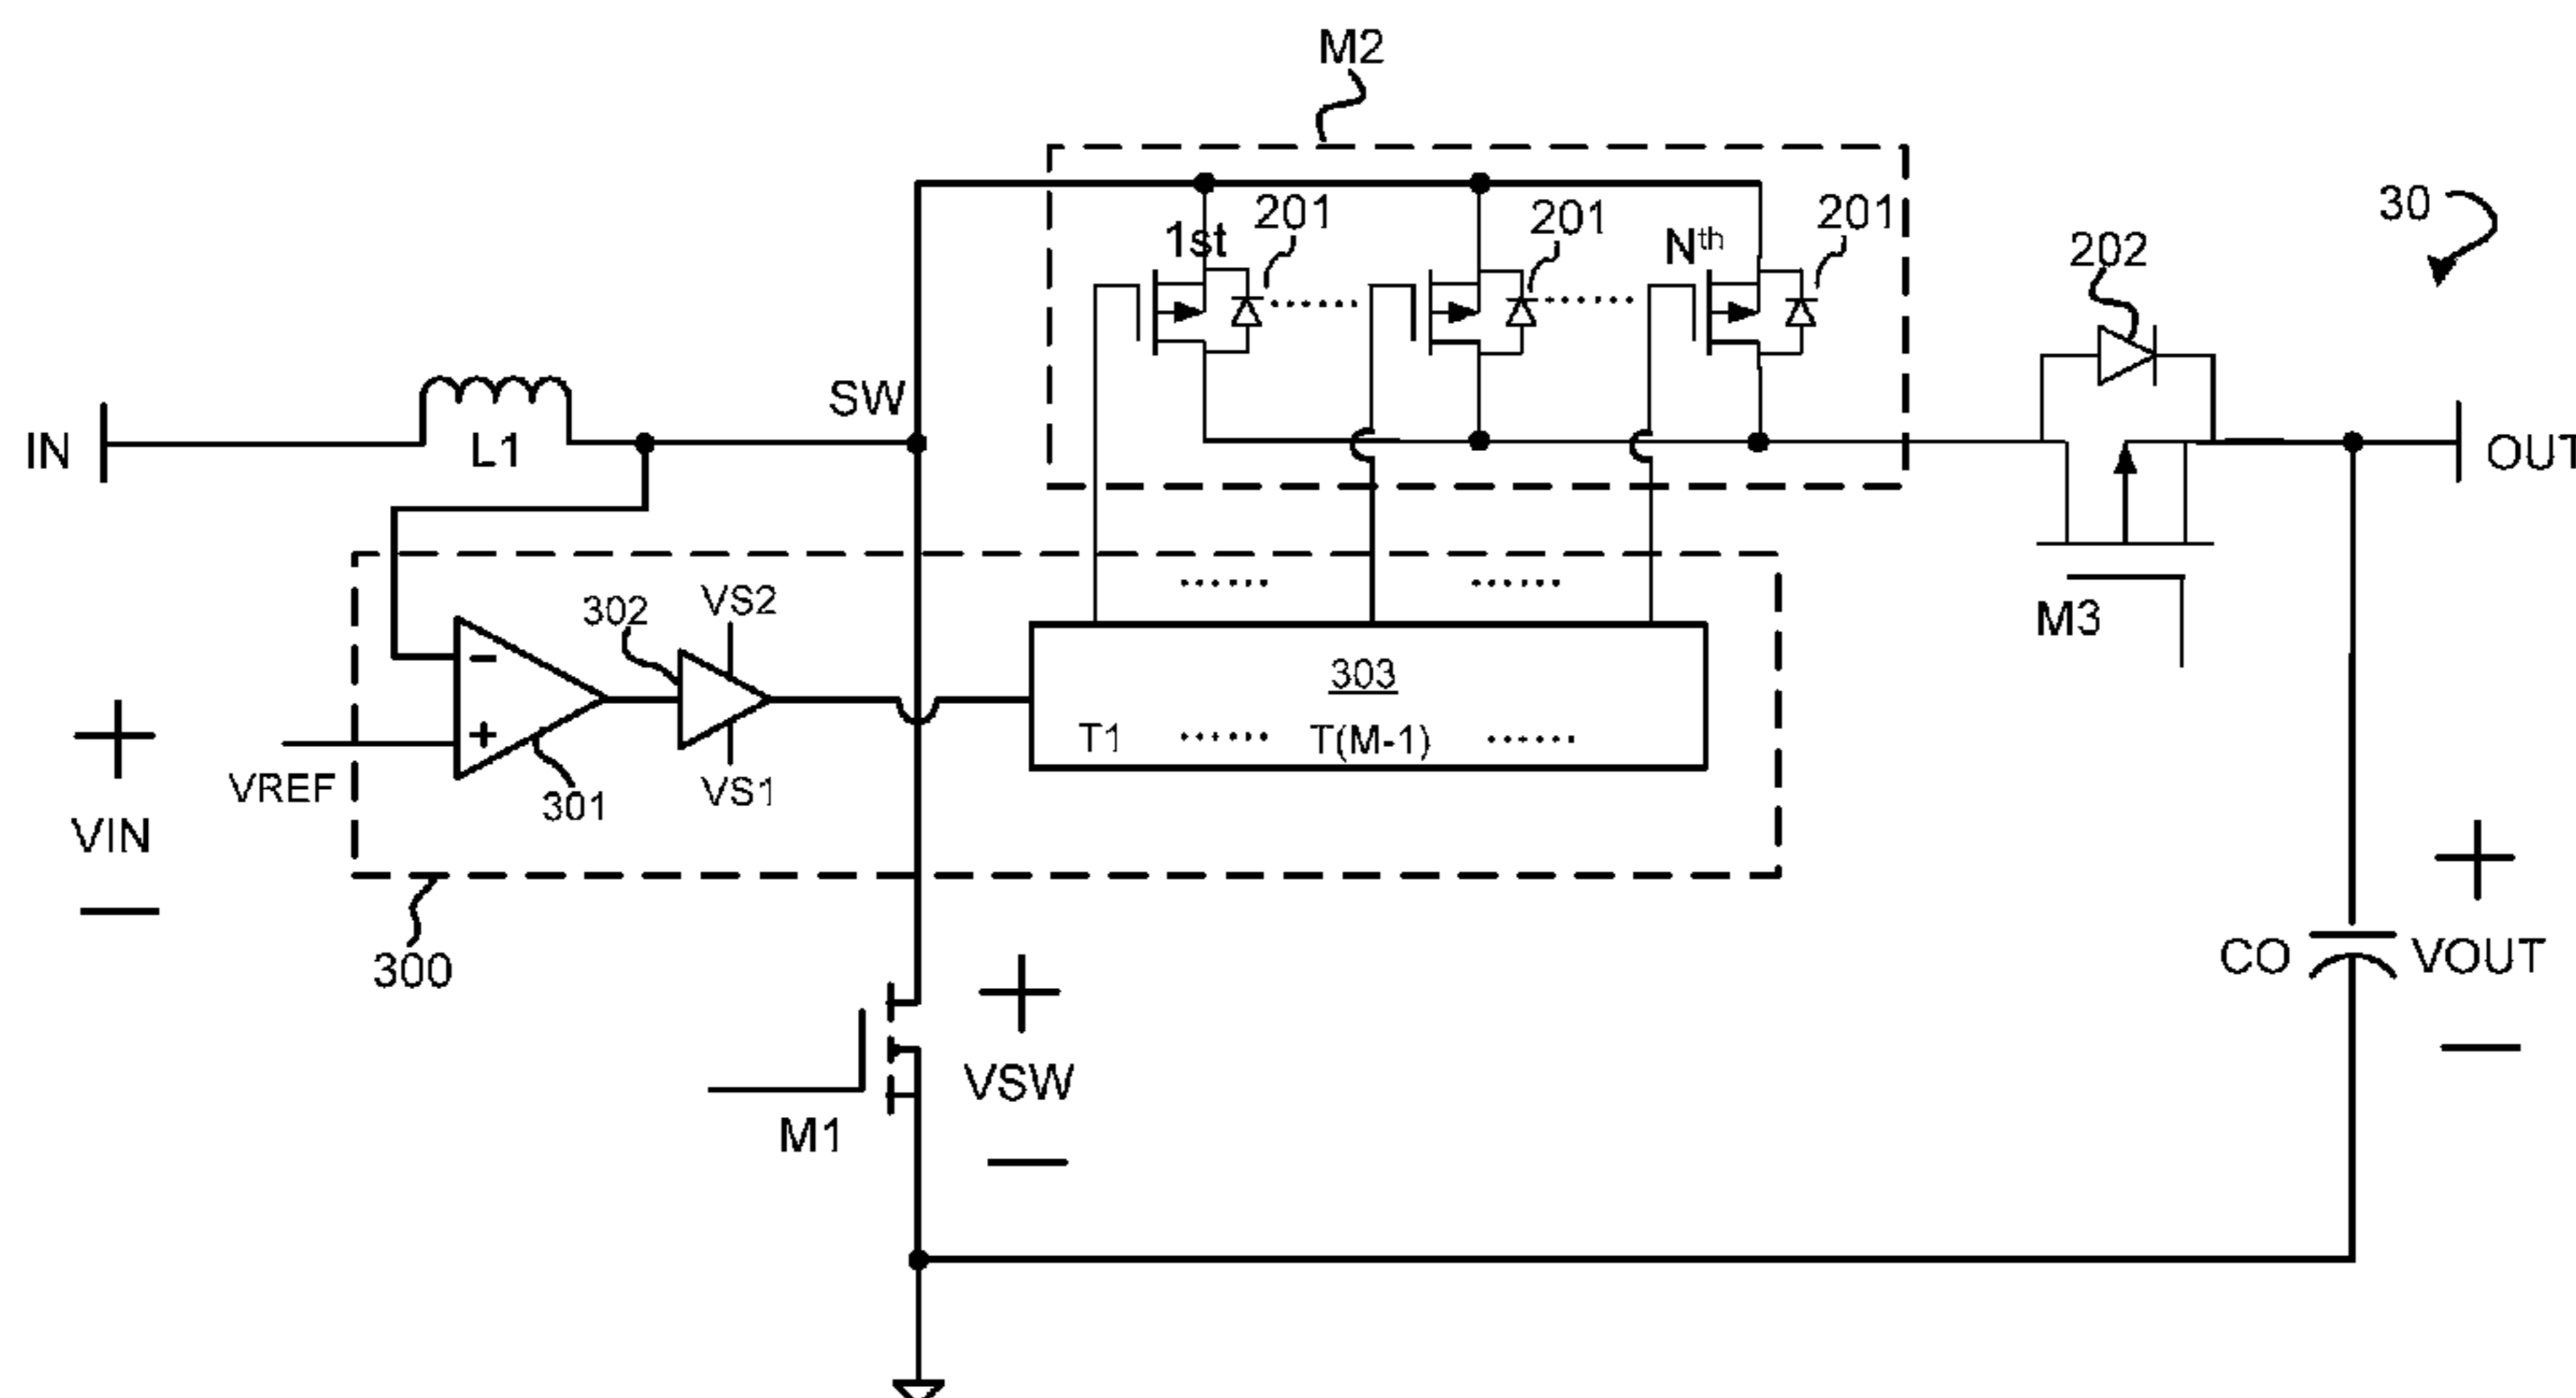 M2
30
1st
201
201
Nth
201
202
IN
L1
SW
OUT
M3
302
VS2
−
+
301
VS1
303
T1 ...... T(M-1) ......
VREF
+
VIN
−
300
M1
+
VSW
−
CO
+
VOUT
−